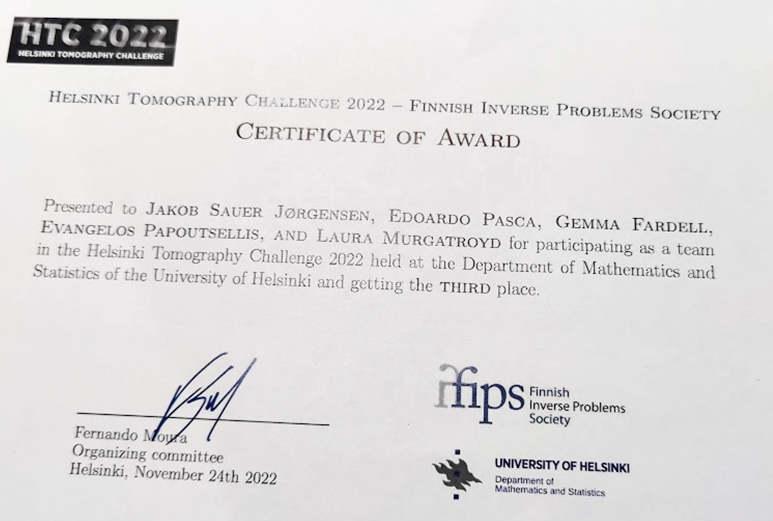 HTC 2022
HELSINKI TOMOGRAPHY CHALLENGE
HELSINKI TOMOGRAPHY CHALLENGE 2022 – FINNISH INVERSE PROBLEMS SOCIETY
CERTIFICATE OF AWARD
Presented to JAKOB SAUER JØRGENSEN, EDOARDO PASCA, GEMMA FARDELL,
EVANGELOS PAPOUTSELLIS, AND LAURA MURGATROYD for participating as a team
in the Helsinki Tomography Challenge 2022 held at the Department of Mathematics and
Statistics of the University of Helsinki and getting the THIRD place.
Fernando Moura
Organizing committee
Helsinki, November 24th 2022
fips
Finnish
Inverse Problems
Society
UNIVERSITY OF HELSINKI
Department of
Mathematics and Statistics